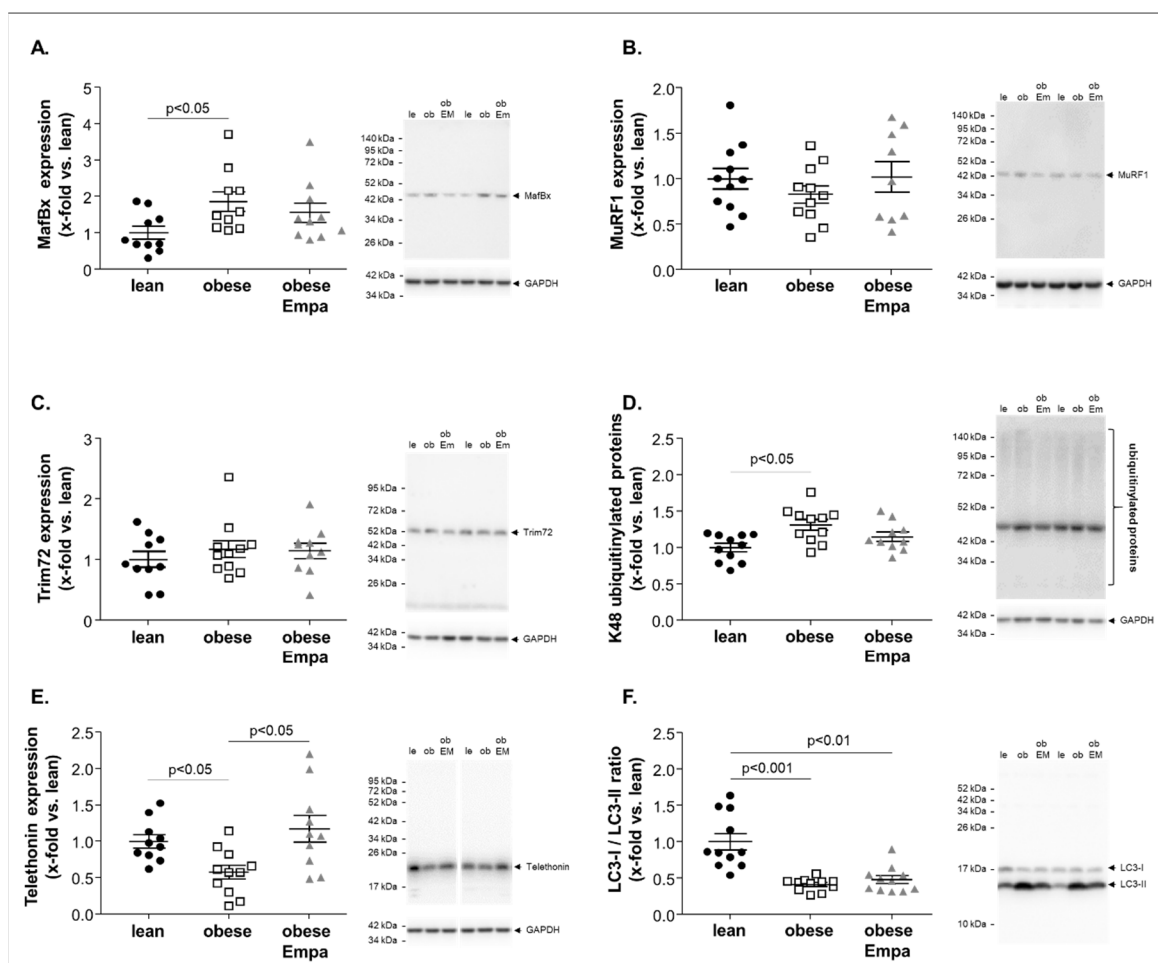 A.
MafBx expression
(x-fold vs. lean)
5
4
3
2
1
0
p<0.05
lean
obese
obese
Empa
le ob ob EM le ob ob Em
140 kDa
95 kDa
72 kDa
52 kDa
42 kDa
34 kDa
26 kDa
MafBx
42 kDa
34 kDa
GAPDH
B.
MuRF1 expression
(x-fold vs. lean)
2.0
1.5
1.0
0.5
0.0
lean
obese
obese
Empa
le ob ob Em le ob ob Em
140 kDa
95 kDa
72 kDa
52 kDa
42 kDa
34 kDa
26 kDa
MuRF1
42 kDa
34 kDa
GAPDH
C.
Trim72 expression
(x-fold vs. lean)
3
2
1
0
lean
obese
obese
Empa
le ob ob Em le ob ob Em
95 kDa
72 kDa
52 kDa
42 kDa
34 kDa
26 kDa
Trim72
42 kDa
34 kDa
GAPDH
D.
K48 ubiquitinylated proteins
(x-fold vs. lean)
2.5
2.0
1.5
1.0
0.5
0.0
p<0.05
lean
obese
obese
Empa
le ob ob Em le ob ob Em
140 kDa
95 kDa
72 kDa
52 kDa
42 kDa
34 kDa
26 kDa
ubiquitinylated proteins
42 kDa
34 kDa
GAPDH
E.
Telethonin expression
(x-fold vs. lean)
2.5
2.0
1.5
1.0
0.5
0.0
p<0.05
p<0.05
lean
obese
obese
Empa
le ob ob EM le ob ob EM
95 kDa
72 kDa
52 kDa
42 kDa
34 kDa
26 kDa
17 kDa
Telethonin
42 kDa
34 kDa
GAPDH
F.
LC3-I / LC3-II ratio
(x-fold vs. lean)
2.5
2.0
1.5
1.0
0.5
0.0
p<0.01
p<0.001
lean
obese
obese
Empa
le ob ob EM le ob ob EM
52 kDa
42 kDa
34 kDa
26 kDa
17 kDa
10 kDa
LC3-I
LC3-II